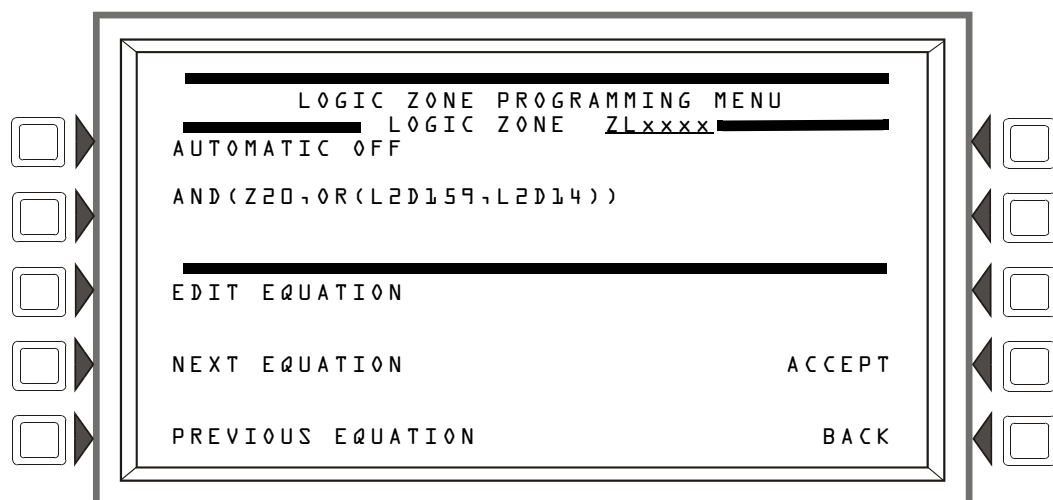 LOGIC ZONE PROGRAMMING MENU
LOGIC ZONE ZLxxxx
AUTOMATIC OFF
AND(Z20,OR(L2D159,L2D14))
EDIT EQUATION
NEXT EQUATION
ACCEPT
PREVIOUS EQUATION
BACK